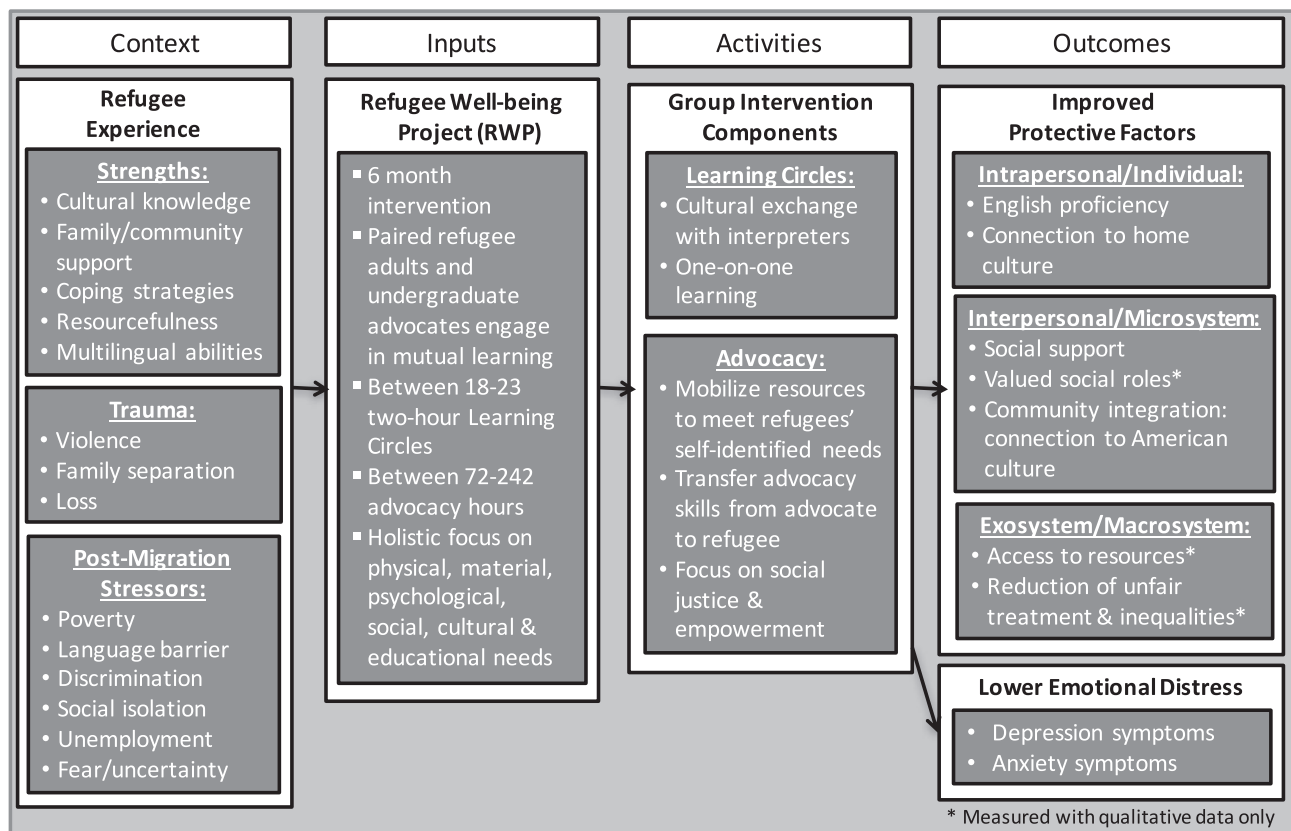 Context
Refugee
Experience
Strengths:
• Cultural knowledge
• Family/community
support
• Coping strategies
• Resourcefulness
• Multilingual abilities
Trauma:
• Violence
• Family separation
• Loss
Post-Migration
Stressors:
• Poverty
• Language barrier
• Discrimination
• Social isolation
• Unemployment
• Fear/uncertainty
Inputs
Refugee Well-being
Project (RWP)
▪ 6 month
intervention
▪ Paired refugee
adults and
undergraduate
advocates engage
in mutual learning
▪ Between 18-23
two-hour Learning
Circles
▪ Between 72-242
advocacy hours
▪ Holistic focus on
physical, material,
psychological,
social, cultural &
educational needs
Activities
Group Intervention
Components
Learning Circles:
• Cultural exchange
with interpreters
• One-on-one
learning
Advocacy:
• Mobilize resources
to meet refugees’
self-identified needs
• Transfer advocacy
skills from advocate
to refugee
• Focus on social
justice &
empowerment
Outcomes
Improved
Protective Factors
Intrapersonal/Individual:
• English proficiency
• Connection to home
culture
Interpersonal/Microsystem:
• Social support
• Valued social roles*
• Community integration:
connection to American
culture
Exosystem/Macrosystem:
• Access to resources*
• Reduction of unfair
treatment & inequalities*
Lower Emotional Distress
• Depression symptoms
• Anxiety symptoms
* Measured with qualitative data only